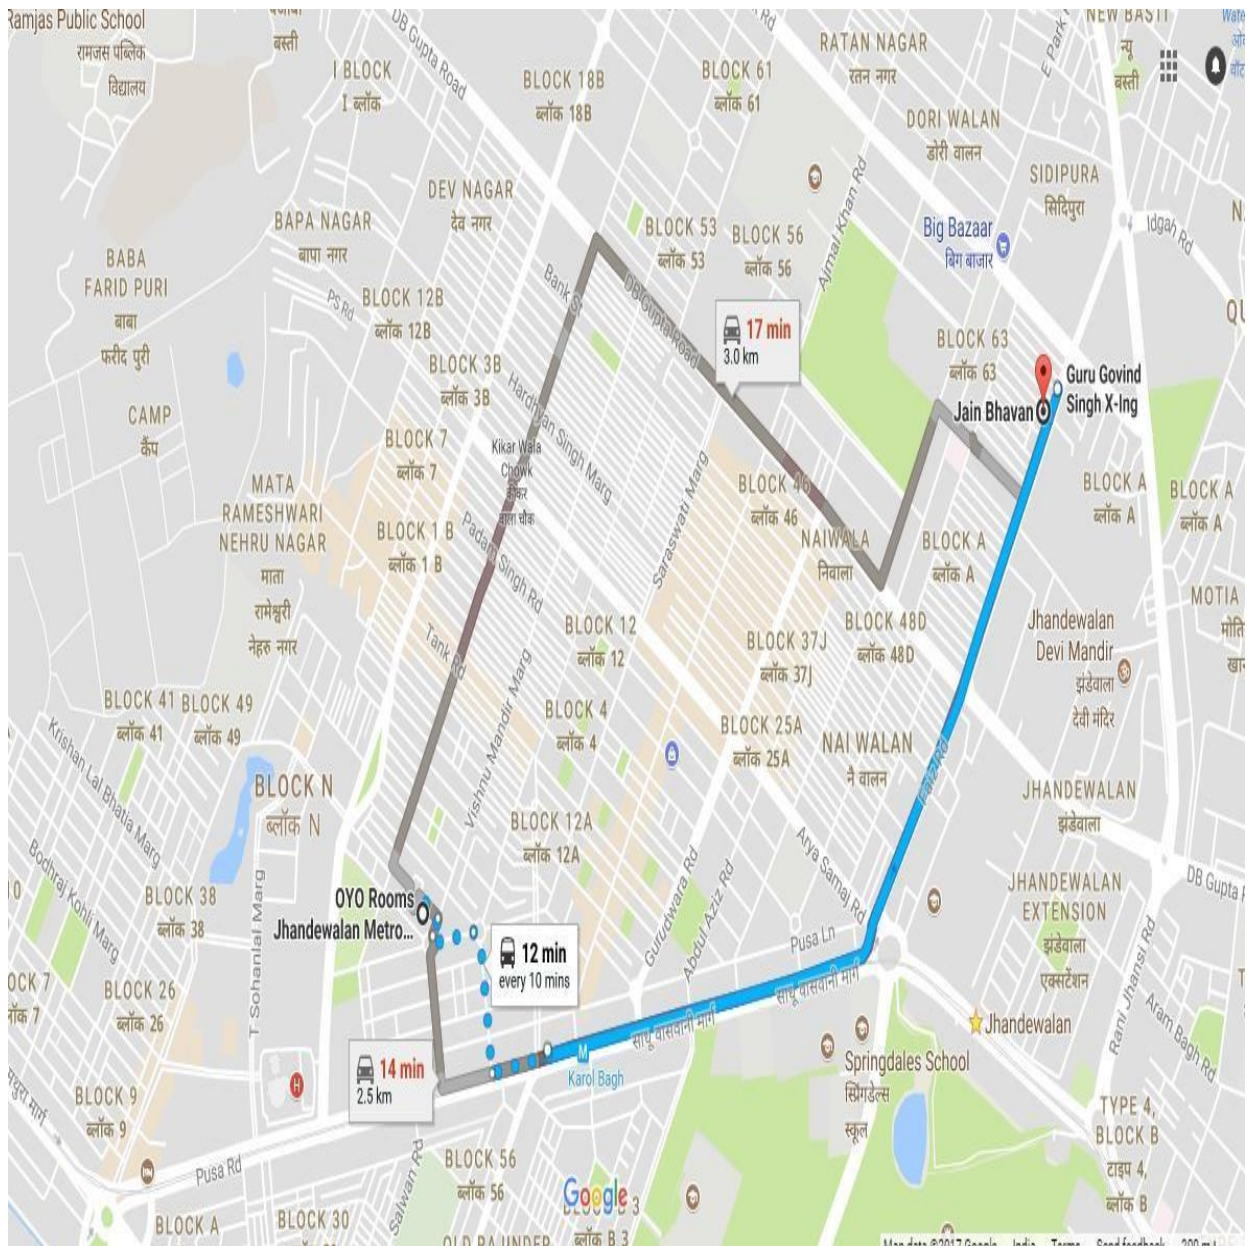 Ramjas Public School
रामजस पब्लिक
विद्यालय
बस्ती
DB Gupta Road
I BLOCK
I ब्लॉक
BLOCK 18B
ब्लॉक 18B
BLOCK 61
ब्लॉक 61
RATAN NAGAR
रतन नगर
NEW BASTI
न्यू
बस्ती
DORI WALAN
डोरी वालन
SIDIPURA
सिदिपुरा
Idgah Rd
DEV NAGAR
देव नगर
BAPA NAGAR
बापा नगर
BABA
FARID PURI
बाबा
फरीद पुरी
PS Rd
BLOCK 12B
ब्लॉक 12B
Bank St
BLOCK 53
ब्लॉक 53
BLOCK 56
ब्लॉक 56
Ajmal Khan Rd
Big Bazaar
बिग बाजार
DB Gupta Road
17 min
3.0 km
BLOCK 63
ब्लॉक 63
Guru Govind
Singh X-Ing
Jain Bhavan
BLOCK 3B
ब्लॉक 3B
CAMP
कैंप
Hardhyan Singh Marg
BLOCK 7
ब्लॉक 7
Kikar Wala
Chowk
कीकर
वाला चौक
Saraswati Marg
BLOCK 46
ब्लॉक 46
BLOCK A
ब्लॉक A
BLOCK A
ब्लॉक A
MATA
RAMESHWARI
NEHRU NAGAR
माता
रामेश्वरी
नेहरु नगर
BLOCK 1 B
ब्लॉक 1 B
Padam Singh Rd
NAIWALA
निवाला
BLOCK A
ब्लॉक A
MOTIA
Tank Rd
BLOCK 12
ब्लॉक 12
BLOCK 37J
ब्लॉक 37J
BLOCK 48D
ब्लॉक 48D
Jhandewalan
Devi Mandir
झंडेवाला
देवी मंदिर
BLOCK 41
ब्लॉक 41
BLOCK 49
ब्लॉक 49
Krishan Lal Bhatia Marg
Vishnu Mandir Marg
BLOCK 4
ब्लॉक 4
BLOCK 25A
ब्लॉक 25A
NAI WALAN
नै वालन
Faiz Rd
BLOCK N
ब्लॉक N
JHANDEWALAN
झंडेवाला
BLOCK 12A
ब्लॉक 12A
Arya Samaj Rd
Bodhraj Kohli Marg
BLOCK 38
ब्लॉक 38
T Sohanlal Marg
OYO Rooms
Jhandewalan Metro...
Gurudwara Rd
Abdul Aziz Rd
Pusa Ln
JHANDEWALAN
EXTENSION
झंडेवाला
एक्सटेंशन
DB Gupta
12 min
every 10 mins
BLOCK 26
ब्लॉक 26
साधू वासवानी मार्ग
साधू वासवानी मार्ग
Jhandewalan
Rani Jhansi Rd
Aram Bagh Rd
14 min
2.5 km
M
Karol Bagh
Springdales School
स्प्रिंगडेल्स
स्कूल
H
BLOCK 9
ब्लॉक 9
TYPE 4,
BLOCK B
टाइप 4,
ब्लॉक B
Pusa Rd
Salwan Rd
BLOCK 56
ब्लॉक 56
Google
BLOCK A
BLOCK 30
ब्लॉक B 3